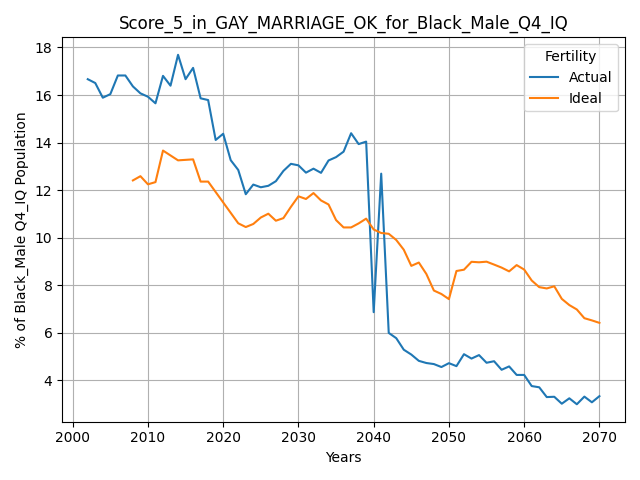 Score_5_in_GAY_MARRIAGE_OK_for_Black_Male_Q4_IQ
Fertility
Actual
Ideal
% of Black_Male Q4_IQ Population
18
16
14
12
10
8
6
4
2000
2010
2020
2030
2040
2050
2060
2070
Years